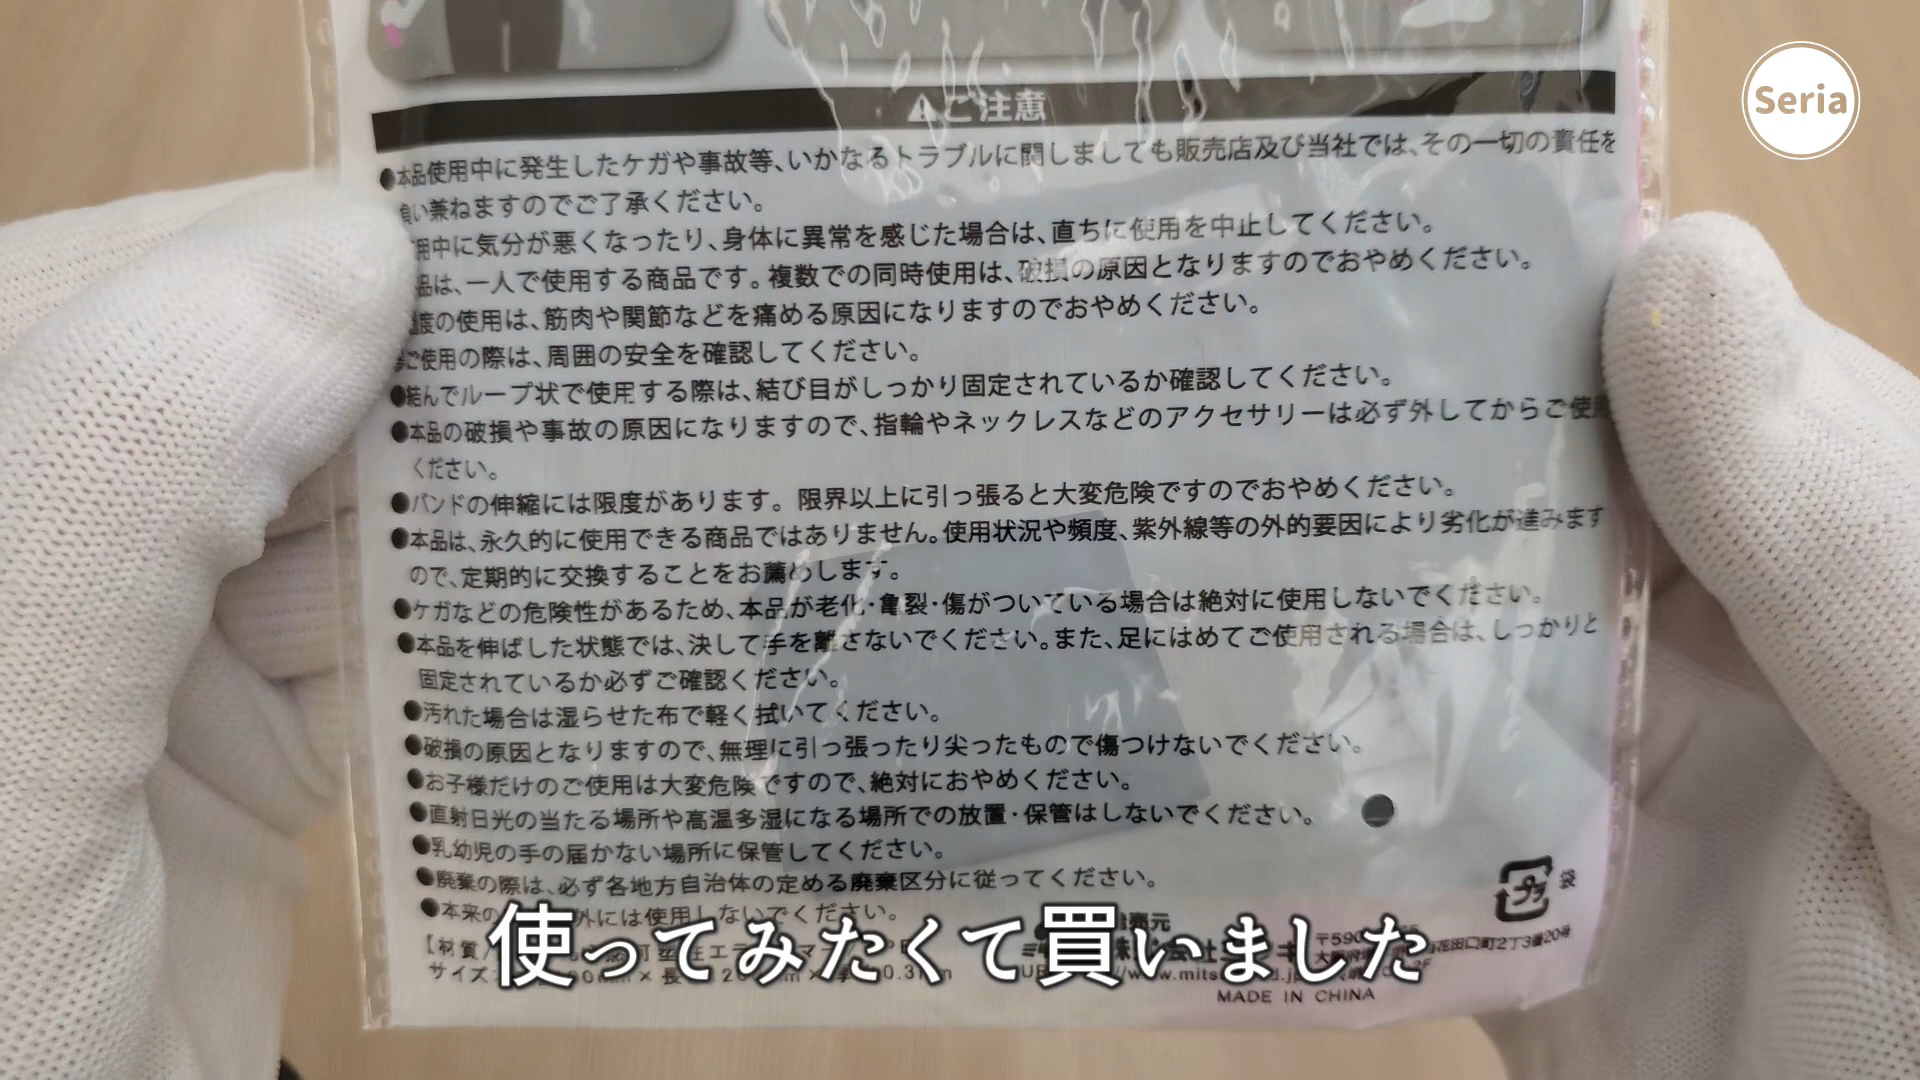 Seria
⚠ご注意
●本品使用中に発生したケガや事故等、いかなるトラブルに関しましても販売店及び当社では、その一切の責任を
負い兼ねますのでご了承ください。
用中に気分が悪くなったり、身体に異常を感じた場合は、直ちに使用を中止してください。
品は、一人で使用する商品です。複数での同時使用は、破損の原因となりますのでおやめください。
過度の使用は、筋肉や関節などを痛める原因になりますのでおやめください。
ご使用の際は、周囲の安全を確認してください。
●結んでループ状で使用する際は、結び目がしっかり固定されているか確認してください。
●本品の破損や事故の原因になりますので、指輪やネックレスなどのアクセサリーは必ず外してからご使用
ください。
●バンドの伸縮には限度があります。限界以上に引っ張ると大変危険ですのでおやめください。
●本品は、永久的に使用できる商品ではありません。使用状況や頻度、紫外線等の外的要因により劣化が進みます
ので、定期的に交換することをお薦めします。
●ケガなどの危険性があるため、本品が老化・亀裂・傷がついている場合は絶対に使用しないでください。
●本品を伸ばした状態では、決して手を離さないでください。また、足にはめてご使用される場合は、しっかりと
固定されているか必ずご確認ください。
●汚れた場合は湿らせた布で軽く拭いてください。
●破損の原因となりますので、無理に引っ張ったり尖ったもので傷つけないでください。
●お子様だけのご使用は大変危険ですので、絶対におやめください。
●直射日光の当たる場所や高温多湿になる場所での放置・保管はしないでください。
●乳幼児の手の届かない場所に保管してください。
●廃棄の際は、必ず各地方自治体の定める廃棄区分に従ってください。
プラ 袋
●本来の 外には使用しないでください。
【材質
サイズ
使ってみたくて買いました
花田口町2丁3番20号
MADE IN CHINA